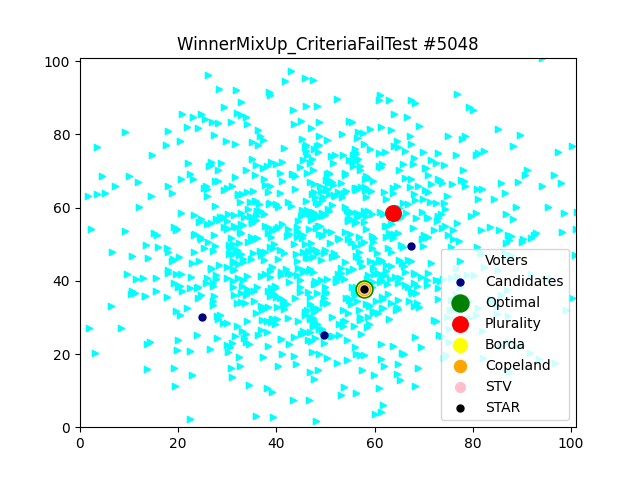 WinnerMixUp_CriteriaFailTest #5048
100
80
60
40
20
0
0 20 40 60 80 100
Voters
Candidates
Optimal
Plurality
Borda
Copeland
STV
STAR